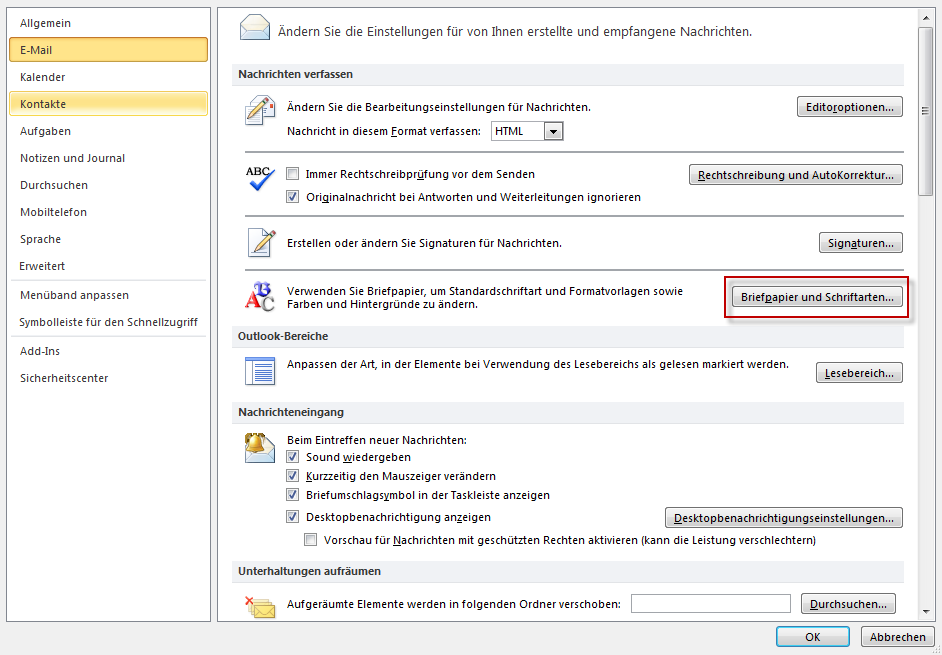 Allgemein
E-Mail
Kalender
Kontakte
Aufgaben
Notizen und Journal
Durchsuchen
Mobiltelefon
Sprache
Erweitert
Menüband anpassen
Symbolleiste für den Schnellzugriff
Add-Ins
Sicherheitscenter
Ändern Sie die Einstellungen für von Ihnen erstellte und empfangene Nachrichten.
Nachrichten verfassen
Ändern Sie die Bearbeitungseinstellungen für Nachrichten.
Editoroptionen...
Nachricht in diesem Format verfassen: HTML
ABC
Immer Rechtschreibprüfung vor dem Senden
Rechtschreibung und AutoKorrektur...
Originalnachricht bei Antworten und Weiterleitungen ignorieren
Erstellen oder ändern Sie Signaturen für Nachrichten.
Signaturen...
Verwenden Sie Briefpapier, um Standardschriftart und Formatvorlagen sowie
Farben und Hintergründe zu ändern.
Briefpapier und Schriftarten...
Outlook-Bereiche
Anpassen der Art, in der Elemente bei Verwendung des Lesebereichs als gelesen markiert werden.
Lesebereich...
Nachrichteneingang
Beim Eintreffen neuer Nachrichten:
Sound wiedergeben
Kurzzeitig den Mauszeiger verändern
Briefumschlagsymbol in der Taskleiste anzeigen
Desktopbenachrichtigung anzeigen
Desktopbenachrichtigungseinstellungen...
Vorschau für Nachrichten mit geschützten Rechten aktivieren (kann die Leistung verschlechtern)
Unterhaltungen aufräumen
Aufgeräumte Elemente werden in folgenden Ordner verschoben:
Durchsuchen...
OK
Abbrechen